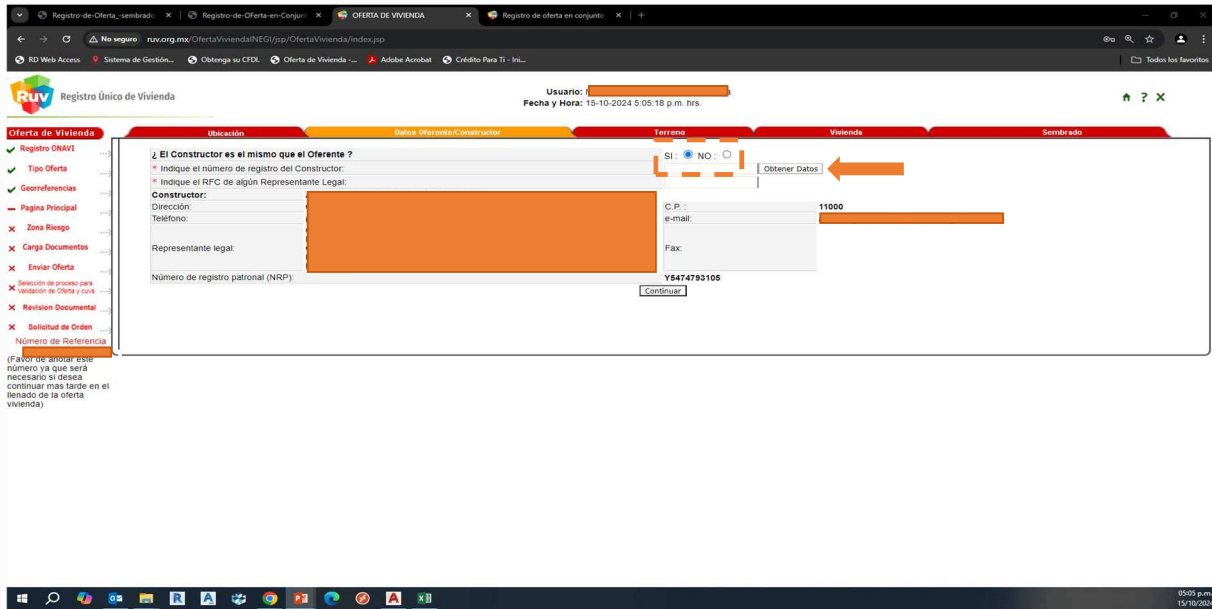 Registro-de-Oferta_-sembrado-
Registro-de-OFerta-en-Conjun
OFERTA DE VIVIENDA
Registro de oferta en conjunto
No seguro ruv.org.mx/OfertaViviendaINEGI/jsp/OfertaVivienda/index.jsp
RD Web Access
Sistema de Gestión...
Obtenga su CFDI.
Oferta de Vivienda -...
Adobe Acrobat
Crédito Para Ti - Ini...
Todos los favoritos
Ruv Registro Único de Vivienda
Usuario:
Fecha y Hora: 15-10-2024 5:05:18 p.m. hrs.
Oferta de Vivienda
Ubicación
Datos Oferente/Constructor
Terreno
Vivienda
Sembrado
Registro ONAVI
Tipo Oferta
Georreferencias
Pagina Principal
Zona Riesgo
Carga Documentos
Enviar Oferta
Selección de proceso para
Validación de Oferta y cuvs
Revision Documental
Solicitud de Orden
Número de Referencia
(Favor de anotar este
número ya que será
necesario si desea
continuar mas tarde en el
llenado de la oferta
vivienda)
¿ El Constructor es el mismo que el Oferente ? SI : NO :
* Indique el número de registro del Constructor: Obtener Datos
* Indique el RFC de algún Representante Legal:
Constructor:
Dirección: C.P. : 11000
Teléfono: e-mail:
Representante legal: Fax:
Número de registro patronal (NRP): Y5474793105
Continuar
05:05 p.m.
15/10/2024